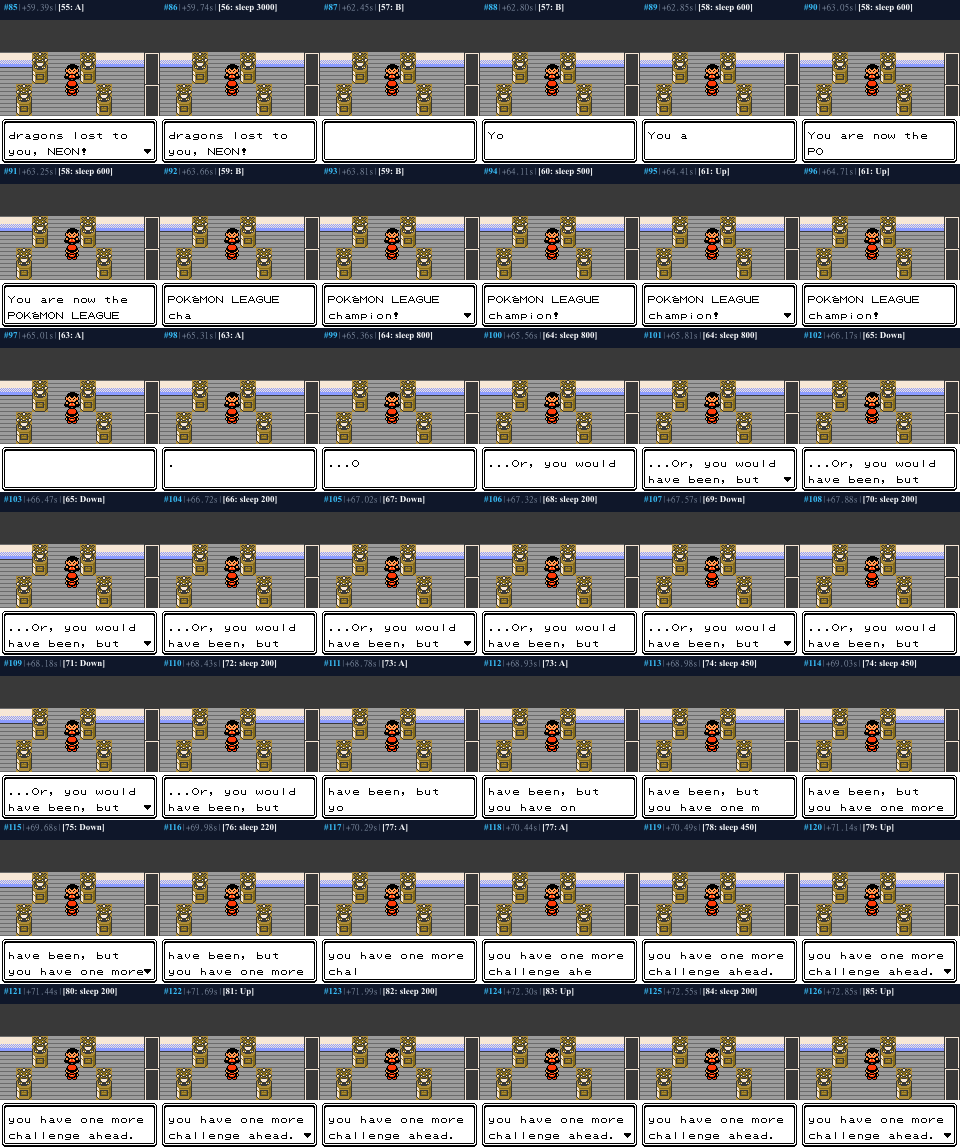 #85|+59.39s| [55: A]
#86|+59.74s| [56: sleep 3000]
#87|+62.45s| [57: B]
#88|+62.80s| [57: B]
#89|+62.85s| [58: sleep 600]
#90|+63.05s| [58: sleep 600]
dragons lost to
you, NEON!
dragons lost to
you, NEON!
Yo
You a
You are now the
PO
#91|+63.25s| [58: sleep 600]
#92|+63.66s| [59: B]
#93|+63.81s| [59: B]
#94|+64.11s| [60: sleep 500]
#95|+64.41s| [61: Up]
#96|+64.71s| [61: Up]
You are now the
POKéMON LEAGUE
POKéMON LEAGUE
cha
POKéMON LEAGUE
champion!
POKéMON LEAGUE
champion!
POKéMON LEAGUE
champion!
POKéMON LEAGUE
champion!
#97|+65.01s| [63: A]
#98|+65.31s| [63: A]
#99|+65.36s| [64: sleep 800]
#100|+65.56s| [64: sleep 800]
#101|+65.81s| [64: sleep 800]
#102|+66.17s| [65: Down]
.
...O
...Or, you would
...Or, you would
have been, but
...Or, you would
have been, but
#103|+66.47s| [65: Down]
#104|+66.72s| [66: sleep 200]
#105|+67.02s| [67: Down]
#106|+67.32s| [68: sleep 200]
#107|+67.57s| [69: Down]
#108|+67.88s| [70: sleep 200]
...Or, you would
have been, but
...Or, you would
have been, but
...Or, you would
have been, but
...Or, you would
have been, but
...Or, you would
have been, but
...Or, you would
have been, but
#109|+68.18s| [71: Down]
#110|+68.43s| [72: sleep 200]
#111|+68.78s| [73: A]
#112|+68.93s| [73: A]
#113|+68.98s| [74: sleep 450]
#114|+69.03s| [74: sleep 450]
...Or, you would
have been, but
...Or, you would
have been, but
have been, but
yo
have been, but
you have on
have been, but
you have one m
have been, but
you have one more
#115|+69.68s| [75: Down]
#116|+69.98s| [76: sleep 220]
#117|+70.29s| [77: A]
#118|+70.44s| [77: A]
#119|+70.49s| [78: sleep 450]
#120|+71.14s| [79: Up]
have been, but
you have one more
have been, but
you have one more
you have one more
chal
you have one more
challenge ahe
you have one more
challenge ahead.
you have one more
challenge ahead.
#121|+71.44s| [80: sleep 200]
#122|+71.69s| [81: Up]
#123|+71.99s| [82: sleep 200]
#124|+72.30s| [83: Up]
#125|+72.55s| [84: sleep 200]
#126|+72.85s| [85: Up]
you have one more
challenge ahead.
you have one more
challenge ahead.
you have one more
challenge ahead.
you have one more
challenge ahead.
you have one more
challenge ahead.
you have one more
challenge ahead.